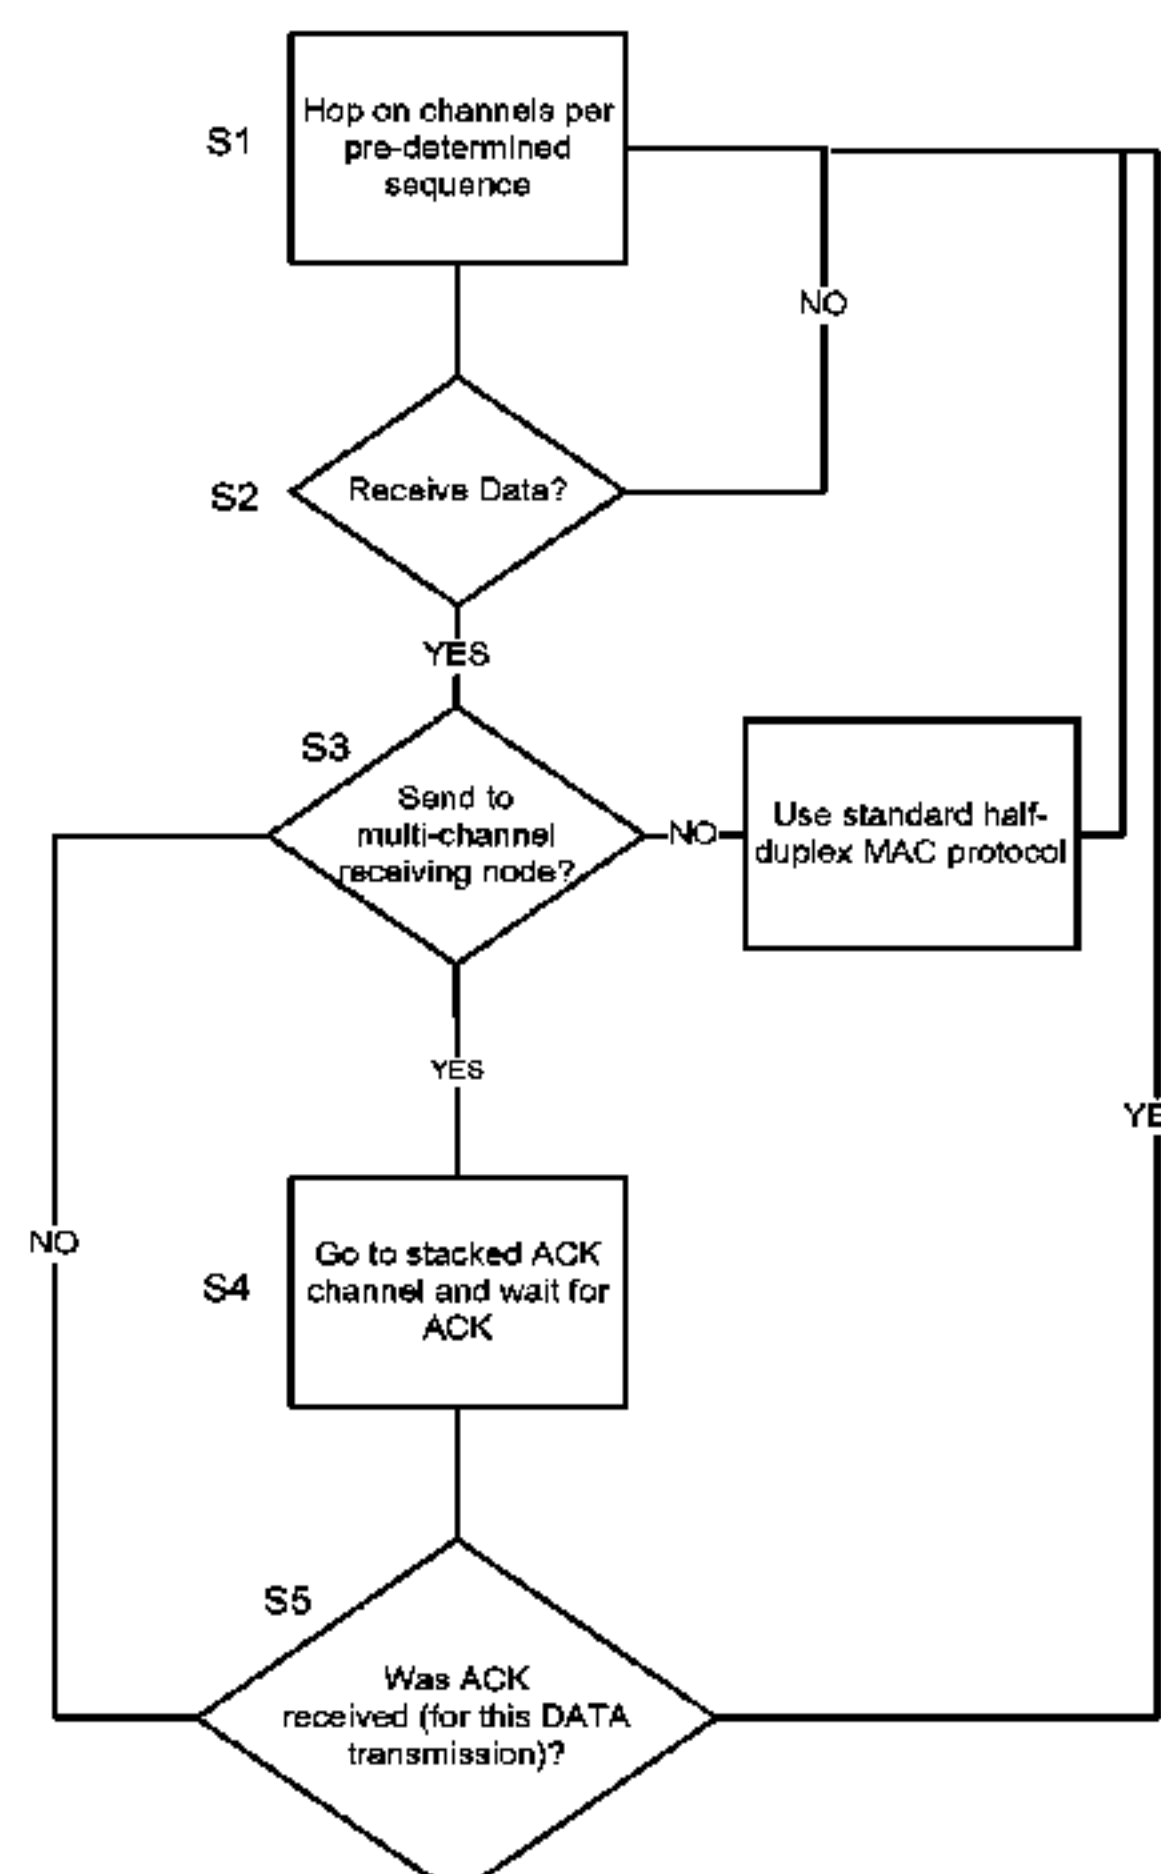 Hop on channels per
pre-determined
sequence
S1
NO
S2
Receive Data?
YES
S3
Send to
multi-channel
receiving node?
NO
Use standard half-
duplex MAC protocol
YES
YE
NO
S4
Go to stacked ACK
channel and wait for
ACK
S5
Was ACK
received (for this DATA
transmission)?